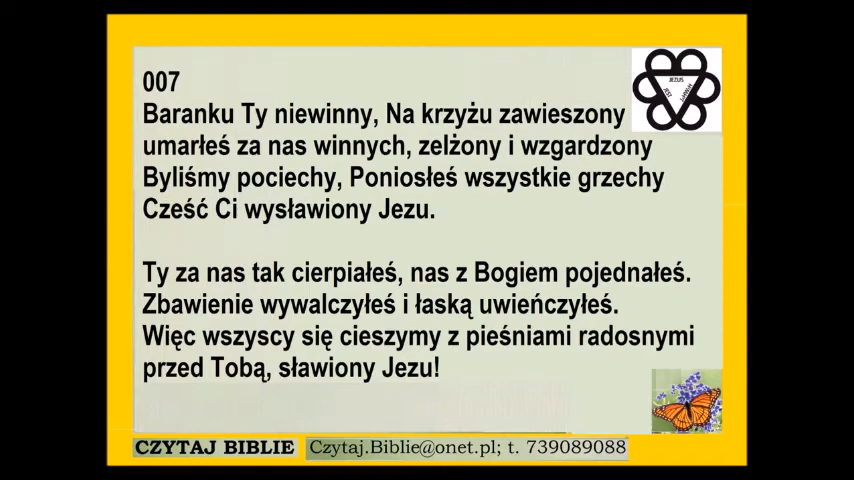 007
Baranku Ty niewinny, Na krzyżu zawieszony
umarłeś za nas winnych, zelżony i wzgardzony
Byliśmy pociechy, Poniosłeś wszystkie grzechy
Cześć Ci wysławiony Jezu.
Ty za nas tak cierpiałeś, nas z Bogiem pojednałeś.
Zbawienie wywalczyłeś i łaską uwieńczyłeś.
Więc wszyscy się cieszymy z pieśniami radosnymi
przed Tobą, sławiony Jezu!
JEZUS
JEST
CZYTAJ BIBLIE
Czytaj.Biblie@onet.pl; t. 739089088